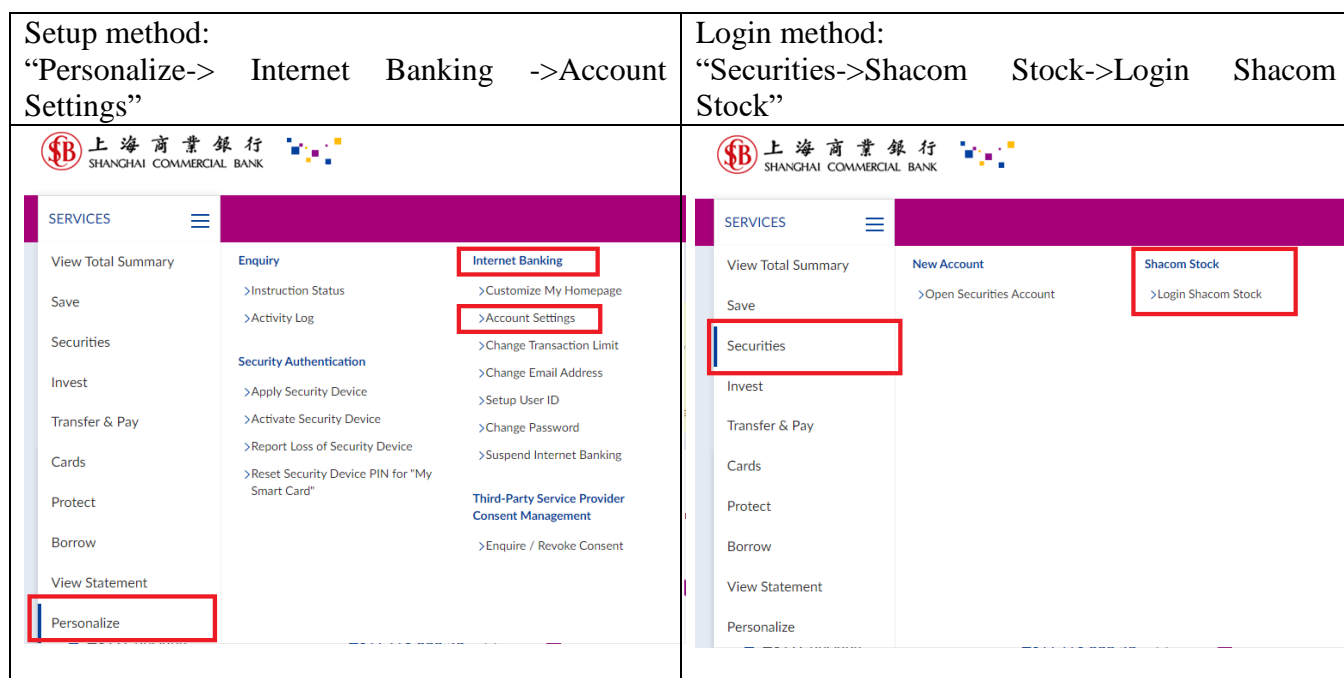 Setup method:
“Personalize-> Internet Banking ->Account
Settings”
上海商業銀行
SHANGHAI COMMERCIAL BANK
SERVICES
View Total Summary
Save
Securities
Invest
Transfer & Pay
Cards
Protect
Borrow
View Statement
Personalize
Enquiry
>Instruction Status
>Activity Log
Security Authentication
>Apply Security Device
>Activate Security Device
>Report Loss of Security Device
>Reset Security Device PIN for "My
Smart Card"
Internet Banking
>Customize My Homepage
>Account Settings
>Change Transaction Limit
>Change Email Address
>Setup User ID
>Change Password
>Suspend Internet Banking
Third-Party Service Provider
Consent Management
>Enquire / Revoke Consent
Login method:
“Securities->Shacom Stock->Login Shacom
Stock”
上海商業銀行
SHANGHAI COMMERCIAL BANK
SERVICES
View Total Summary
Save
Securities
Invest
Transfer & Pay
Cards
Protect
Borrow
View Statement
Personalize
New Account
>Open Securities Account
Shacom Stock
>Login Shacom Stock